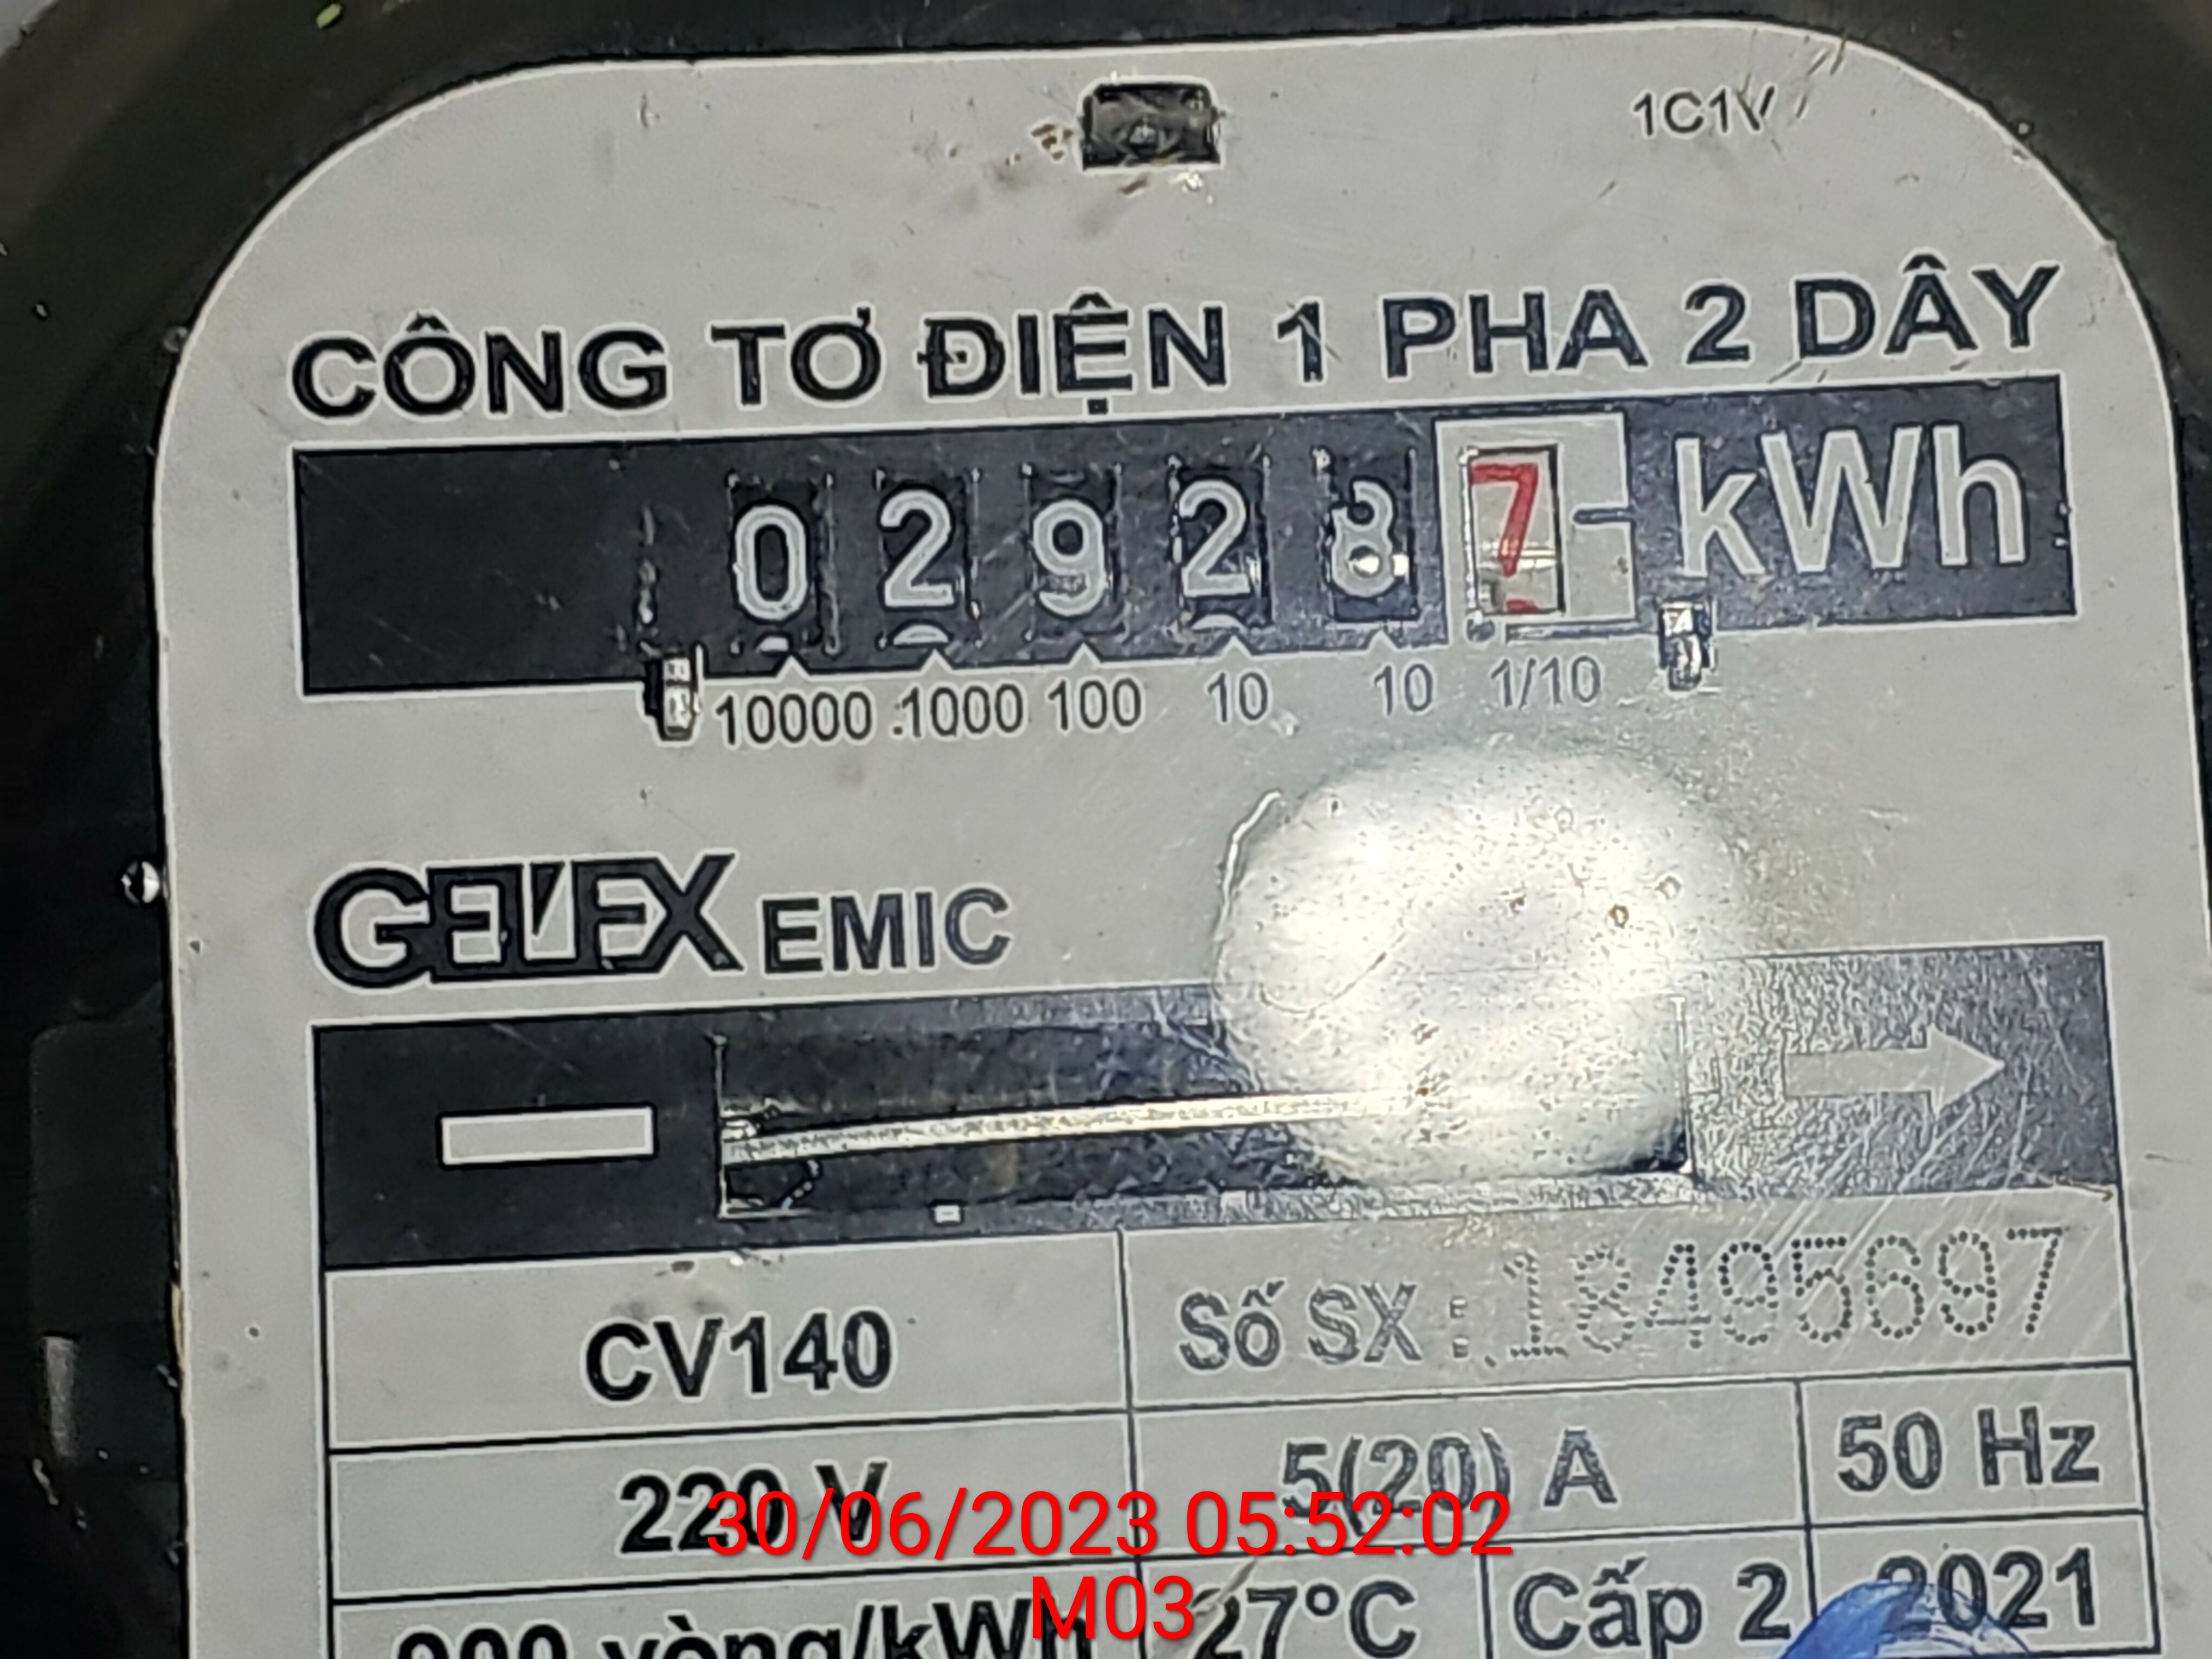 1C1V
CÔNG TƠ ĐIỆN 1 PHA 2 DÂY
0 2 9 2 8 7 kWh
10000 1000 100 10 10 1/10
GELEX EMIC
CV140 Số SX : 18495697
220 V 5(20) A 50 Hz
30/06/2023 05:52:02
vòng/kWh 27°C Cấp 2 2021
M03